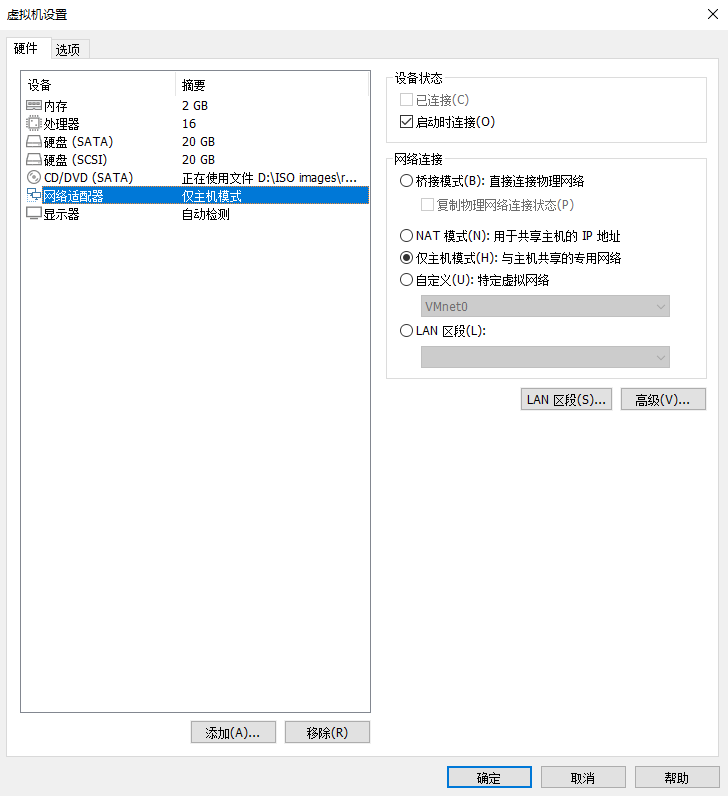 虚拟机设置
硬件 选项
设备 摘要
内存 2 GB
处理器 16
硬盘 (SATA) 20 GB
硬盘 (SCSI) 20 GB
CD/DVD (SATA) 正在使用文件 D:\ISO images\r...
网络适配器 仅主机模式
显示器 自动检测
添加(A)... 移除(R)
设备状态
已连接(C)
启动时连接(O)
网络连接
桥接模式(B): 直接连接物理网络
复制物理网络连接状态(P)
NAT 模式(N): 用于共享主机的 IP 地址
仅主机模式(H): 与主机共享的专用网络
自定义(U): 特定虚拟网络
VMnet0
LAN 区段(L):
LAN 区段(S)... 高级(V)...
确定 取消 帮助